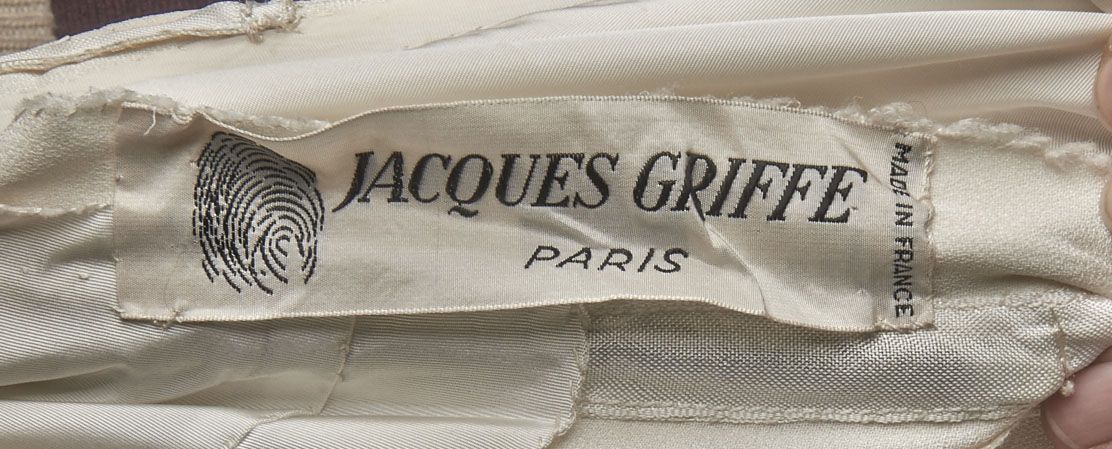 JACQUES GRIFFE
PARIS
MADE IN FRANCE